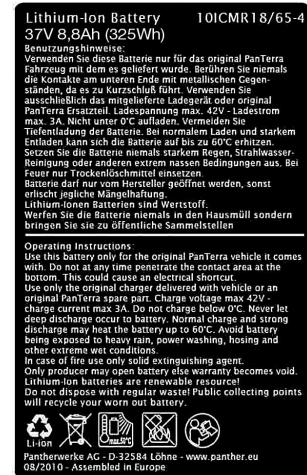 Lithium-Ion Battery 10ICMR18/65-4
37V 8,8Ah (325Wh)
Benutzungshinweise:
Verwenden Sie diese Batterie nur für das original PanTerra
Fahrzeug mit dem es geliefert wurde. Berühren Sie niemals
die Kontakte am unteren Ende mit metallischen Gegen-
ständen, da es zu Kurzschluß führt. Verwenden Sie
ausschließlich das mitgelieferte Ladegerät oder original
PanTerra Ersatzteil. Ladespannung max. 42V - Ladestrom
max. 3A. Nicht unter 0°C aufladen. Vermeiden Sie
Tiefentladung der Batterie. Bei normalem Laden und starkem
Entladen kann sich die Batterie auf bis zu 60°C erhitzen.
Setzen Sie die Batterie niemals starkem Regen, Strahlwasser-
Reinigung oder anderen extrem nassen Bedingungen aus. Bei
Feuer nur Trockenlöschmittel einsetzen.
Batterie darf nur vom Hersteller geöffnet werden, sonst
erlischt jegliche Mängelhaftung.
Lithium-Ionen Batterien sind Wertstoff.
Werfen Sie die Batterie niemals in den Hausmüll sondern
bringen Sie sie zu öffentliche Sammelstellen
Operating Instructions:
Use this battery only for the original PanTerra vehicle it comes
with. Do not at any time penetrate the contact area at the
bottom. This could cause an electrical shortcut.
Use only the original charger delivered with vehicle or an
original PanTerra spare part. Charge voltage max 42V -
charge current max 3A. Do not charge below 0°C. Never let
deep discharge occur to battery. Normal charge and strong
discharge may heat the battery up to 60°C. Avoid battery
being exposed to heavy rain, power washing, hosing and
other extreme wet conditions.
In case of fire use only solid extinguishing agent.
Only producer may open battery else warranty becomes void.
Lithium-Ion batteries are renewable resource!
Do not dispose with regular waste! Public collecting points
will recycle your worn out battery.
Li-ion
max.50°C
Pantherwerke AG - D-32584 Löhne - www.panther.eu
08/2010 - Assembled in Europe